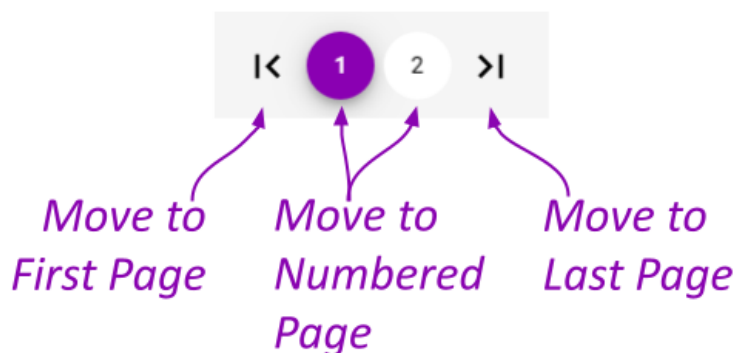 1 2
Move to
First Page
Move to
Numbered
Page
Move to
Last Page